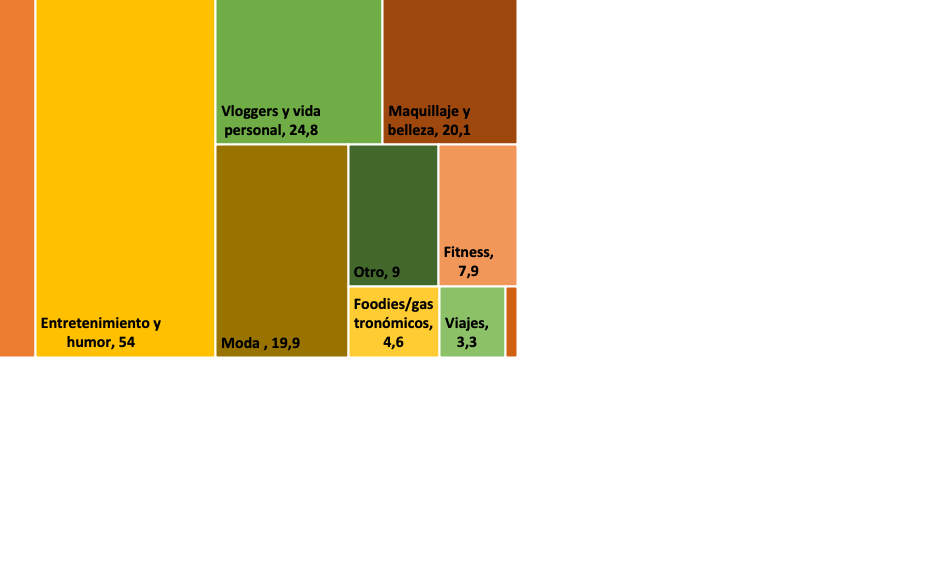 Vloggers y vida
personal, 24,8
Maquillaje y
belleza, 20,1
Fitness,
7,9
Otro, 9
Foodies/gas
tronómicos,
4,6
Viajes,
3,3
Entretenimiento y
humor, 54
Moda , 19,9